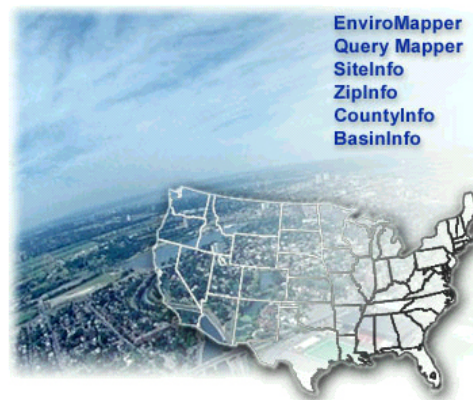 EnviroMapper
Query Mapper
SiteInfo
ZipInfo
CountyInfo
BasinInfo